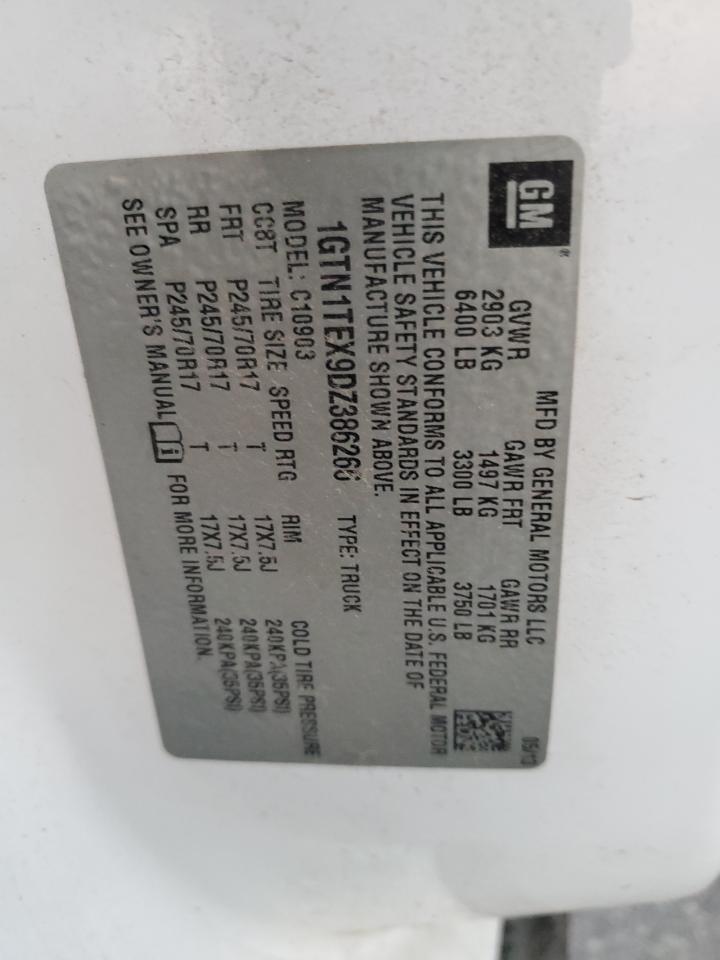 GM®
MFD BY GENERAL MOTORS LLC 05/13
GVWR GAWR FRT GAWR RR
2903 KG 1497 KG 1701 KG
6400 LB 3300 LB 3750 LB
THIS VEHICLE CONFORMS TO ALL APPLICABLE U.S. FEDERAL MOTOR
VEHICLE SAFETY STANDARDS IN EFFECT ON THE DATE OF
MANUFACTURE SHOWN ABOVE.
1GTN1TEX9DZ386266 TYPE: TRUCK
MODEL: C10903
CC8T TIRE SIZE SPEED RTG RIM COLD TIRE PRESSURE
FRT P245/70R17 T 17X7.5J 240KPA(35PSI)
RR P245/70R17 T 17X7.5J 240KPA(35PSI)
SPA P245/70R17 T 17X7.5J 240KPA(35PSI)
SEE OWNER'S MANUAL FOR MORE INFORMATION.